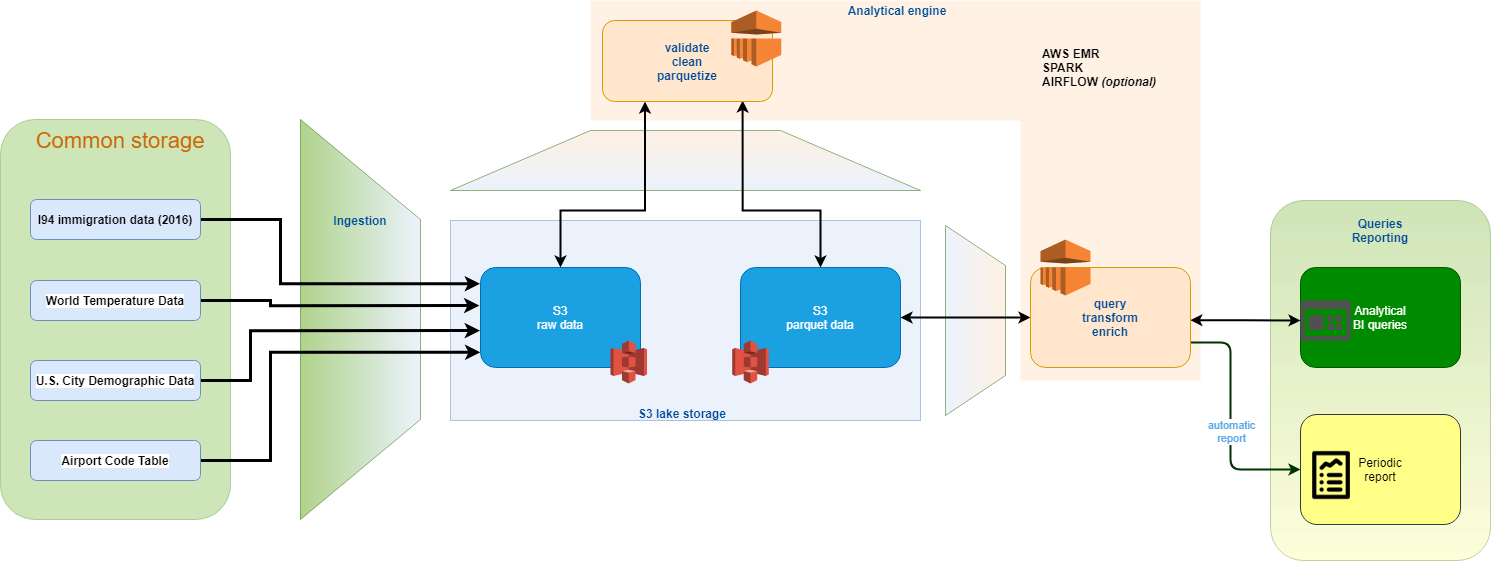 Analytical engine
validate
clean
parquetize
AWS EMR
SPARK
AIRFLOW (optional)
Common storage
I94 immigration data (2016)
World Temperature Data
U.S. City Demographic Data
Airport Code Table
Ingestion
S3
raw data
S3
parquet data
S3 lake storage
query
transform
enrich
Queries
Reporting
Analytical
BI queries
automatic
report
Periodic
report